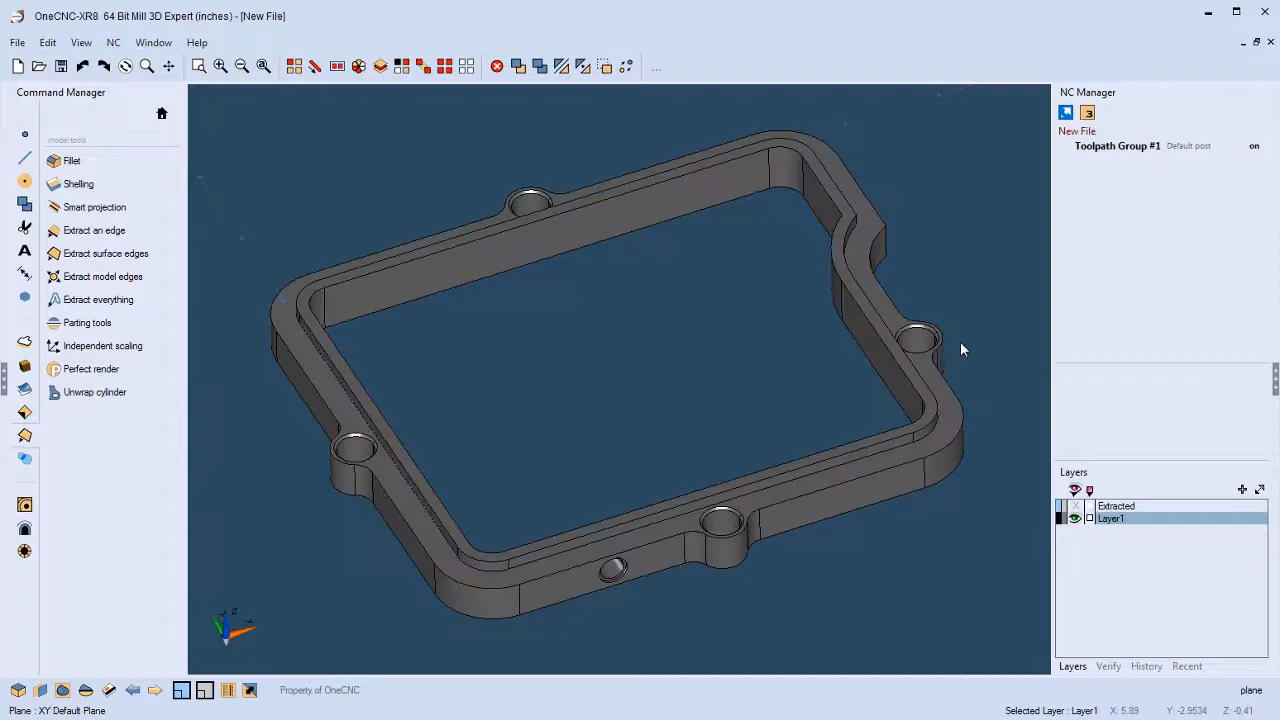 OneCNC-XR8 64 Bit Mill 3D Expert (inches) - [New File]
File Edit View NC Window Help
Command Manager
model tools
Fillet
Shelling
Smart projection
Extract an edge
Extract surface edges
Extract model edges
Extract everything
Parting tools
Independent scaling
Perfect render
Unwrap cylinder
A
Z
X
NC Manager
3
New File
Toolpath Group #1 Default post on
Layers
Extracted
Layer1
Layers Verify History Recent
Property of OneCNC
plane
Plane : XY Default Plane
Selected Layer : Layer1 X: 5.89 Y: -2.9534 Z: -0.41